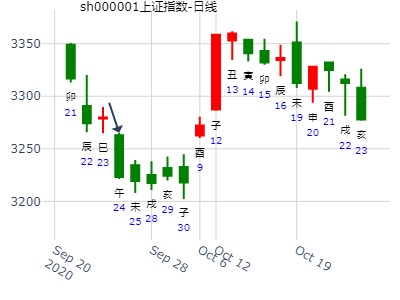 sh000001上证指数-日线
3350
3300
3250
3200
卯
21
辰
22
巳
23
午
24
未
25
戌
28
亥
29
子
30
酉
9
子
12
丑
13
寅
14
卯
15
辰
16
未
19
申
20
酉
21
戌
22
亥
23
Sep 20
2020
Sep 28
Oct 6
Oct 12
Oct 19